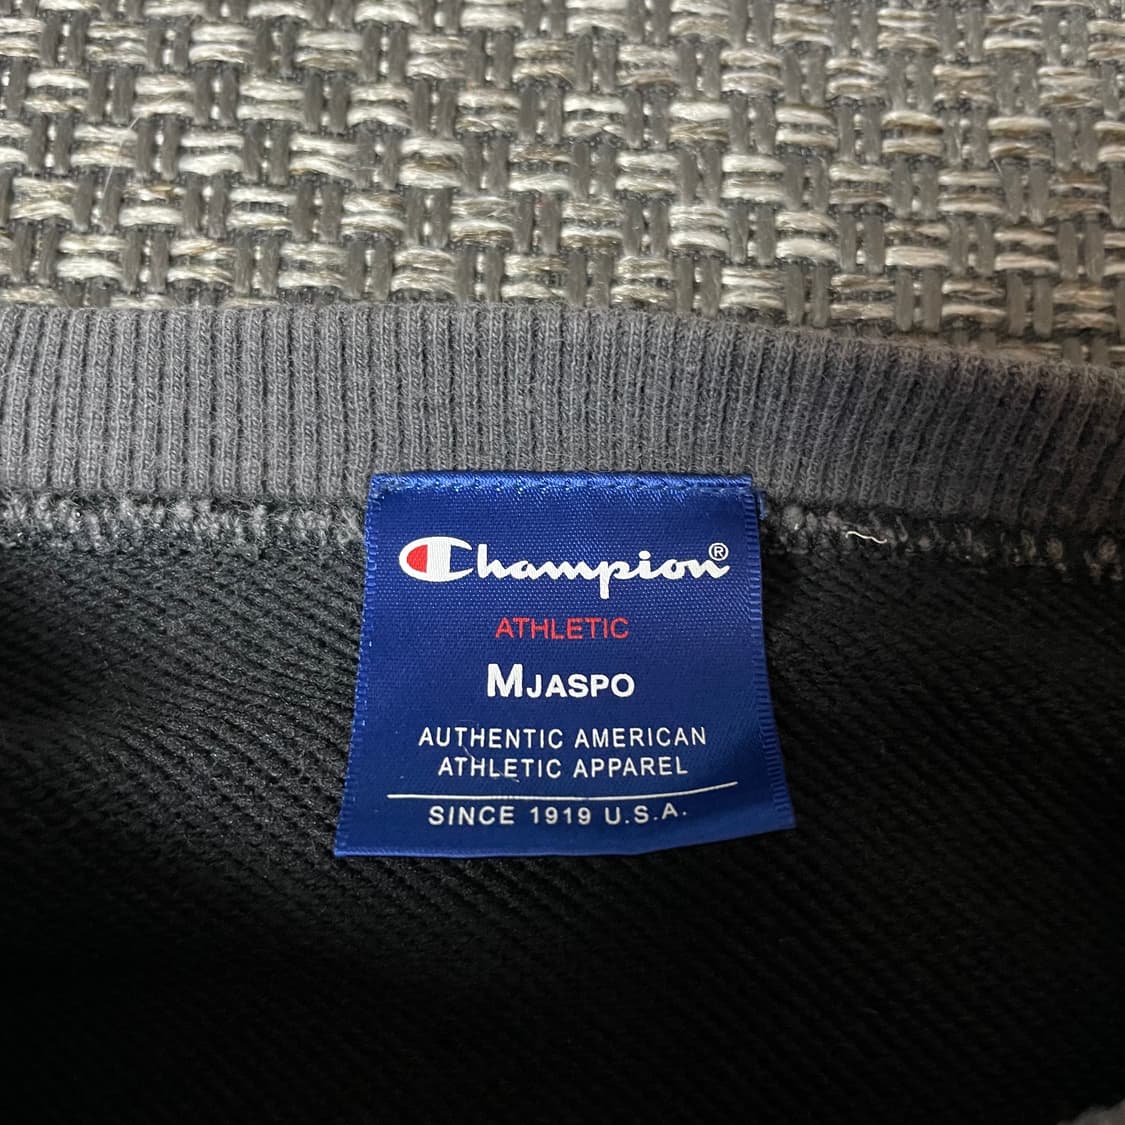 Champion®
ATHLETIC
MJASPO
AUTHENTIC AMERICAN
ATHLETIC APPAREL
SINCE 1919 U.S.A.